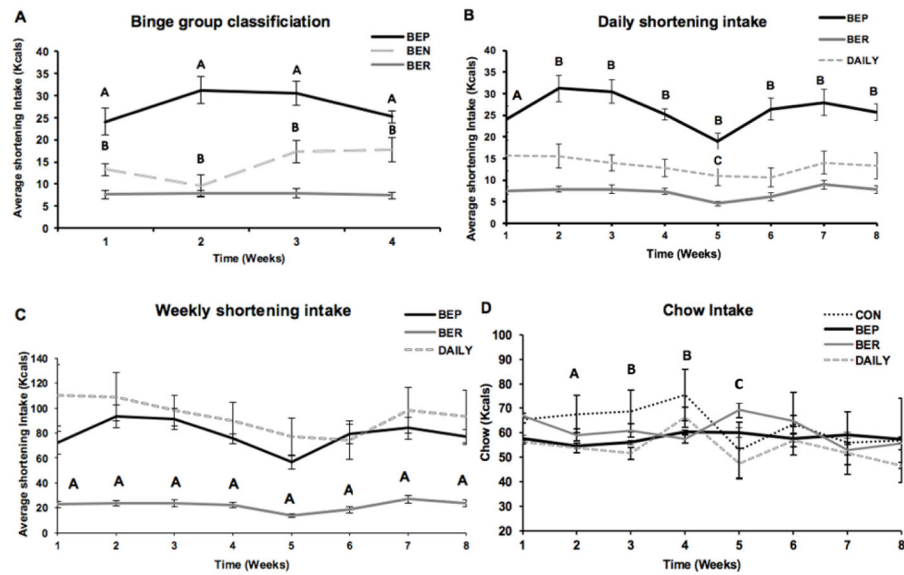 A
Binge group classificiation
BEP
BEN
BER
Average shortening Intake (Kcals)
40
35
30
25
20
15
10
5
0
A
A
A
A
B
B
B
B
1
2
3
4
Time (Weeks)
B
Daily shortening intake
BEP
BER
DAILY
Average shortening Intake (Kcals)
40
35
30
25
20
15
10
5
0
A
B
B
B
B
B
B
B
C
1
2
3
4
5
6
7
8
Time (Weeks)
C
Weekly shortening intake
BEP
BER
DAILY
Average shortening Intake (Kcals)
140
120
100
80
60
40
20
0
A
A
A
A
A
A
A
A
1
2
3
4
5
6
7
8
Time (Weeks)
D
Chow Intake
CON
BEP
BER
DAILY
Chow (Kcals)
100
90
80
70
60
50
40
30
20
A
B
B
C
1
2
3
4
5
6
7
8
Time (Weeks)